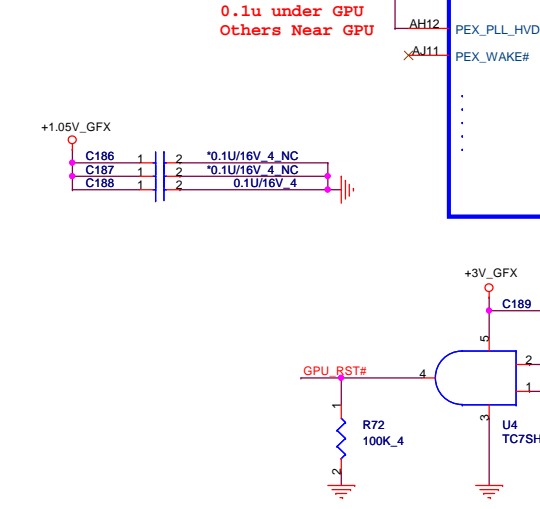 0.1u under GPU
Others Near GPU
AH12 PEX_PLL_HVD
AJ11 PEX_WAKE#
+1.05V_GFX
C186 1 2 *0.1U/16V_4_NC
C187 1 2 *0.1U/16V_4_NC
C188 1 2 0.1U/16V_4
+3V_GFX
C189
5
GPU_RST# 4 2
1
1 3
R72 U4
100K_4 TC7SH
2